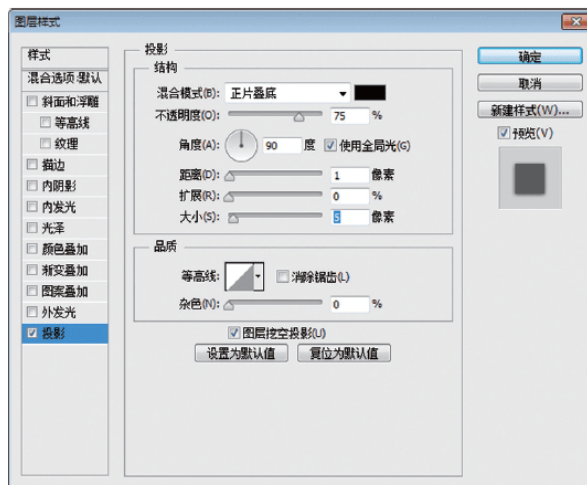 图层样式
样式
混合选项:默认
斜面和浮雕
等高线
纹理
描边
内阴影
内发光
光泽
颜色叠加
渐变叠加
图案叠加
外发光
投影
投影
结构
混合模式(B): 正片叠底
不透明度(O): 75 %
角度(A): 90 度 使用全局光(G)
距离(D): 1 像素
扩展(R): 0 %
大小(S): 5 像素
品质
等高线: 消除锯齿(L)
杂色(N): 0 %
图层挖空投影(U)
设置为默认值 复位为默认值
确定
取消
新建样式(W)...
预览(V)